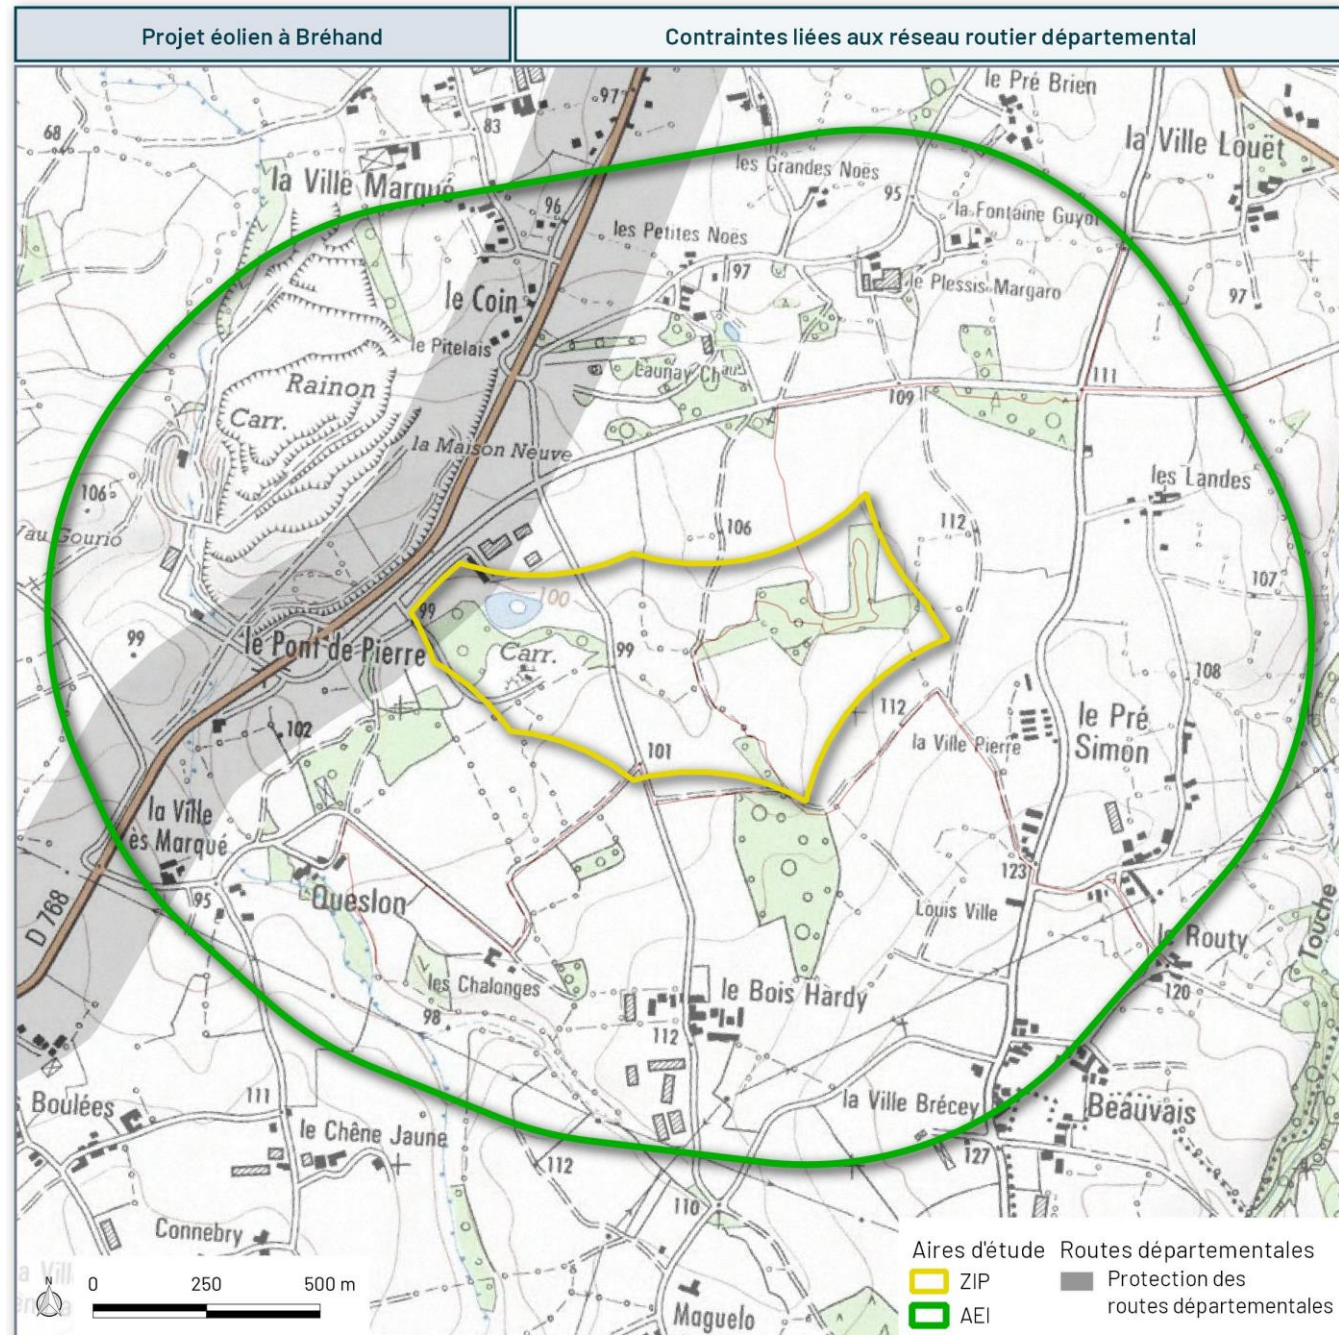 Projet éolien à Bréhand
Contraintes liées aux réseau routier départemental
le Pré Brien
97
83
68
la Ville Louët
la Ville Marqué
les Grandes Noës
95
96
la Fontaine Guyot
les Petites Noës
97
le Plessis-Margaro
97
le Coin
le Pitelais
Launay Chau
Rainon
111
109
Carr.
la Maison Neuve
les Landes
106
106
112
au Gourio
107
100
99
99
le Pont de Pierre
Carr.
99
108
112
le Pré
Simon
102
101
la Ville Pierre
la Ville
ès Marqué
123
95
Queslon
Louis Ville
D 768
le Routy
Touche
les Chalonges
le Bois Hardy
120
98
112
Boulées
111
la Ville Brécey
Beauvais
le Chêne Jaune
127
112
110
Connebry
Maguelo
N
0 250 500 m
Aires d'étude
ZIP
AEI
Routes départementales
Protection des
routes départementales